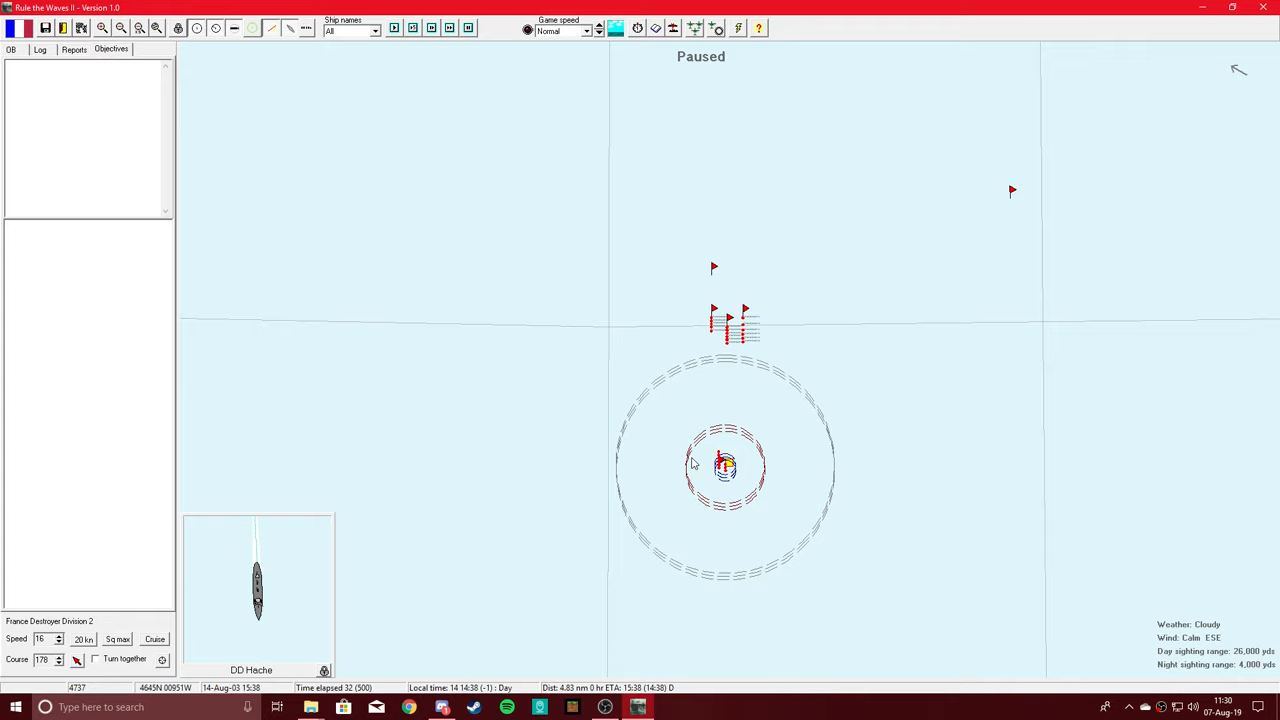 Rule the Waves II - Version 1.0
Ship names
All
Game speed
Normal
OB Log Reports Objectives
Paused
DD Hache
France Destroyer Division 2
Speed 16 20 kn Sq max Cruise
Course 178 Turn together
Weather: Cloudy
Wind: Calm ESE
Day sighting range: 26,000 yds
Night sighting range: 4,000 yds
4737 4645N 00951W 14-Aug-03 15:38 Time elapsed 32 (500) Local time: 14 14:38 (-1) : Day Dist: 4.83 nm 0 hr ETA: 15:38 (14:38) D
Type here to search
11:30
07-Aug-19